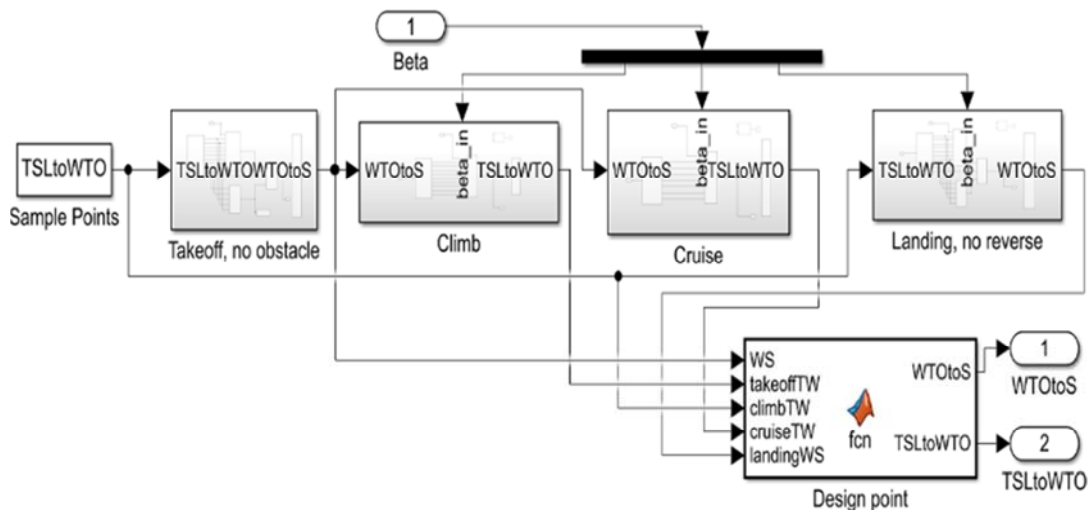 1
Beta
TSLtoWTO
Sample Points
TSLtoWTO WTOtoS
Takeoff, no obstacle
WTOtoS
beta_in
TSLtoWTO
Climb
WTOtoS
beta_in
TSLtoWTO
Cruise
TSLtoWTO
beta_in
WTOtoS
Landing, no reverse
WS
takeoffTW
climbTW
cruiseTW
landingWS
fcn
WTOtoS
TSLtoWTO
Design point
1
WTOtoS
2
TSLtoWTO